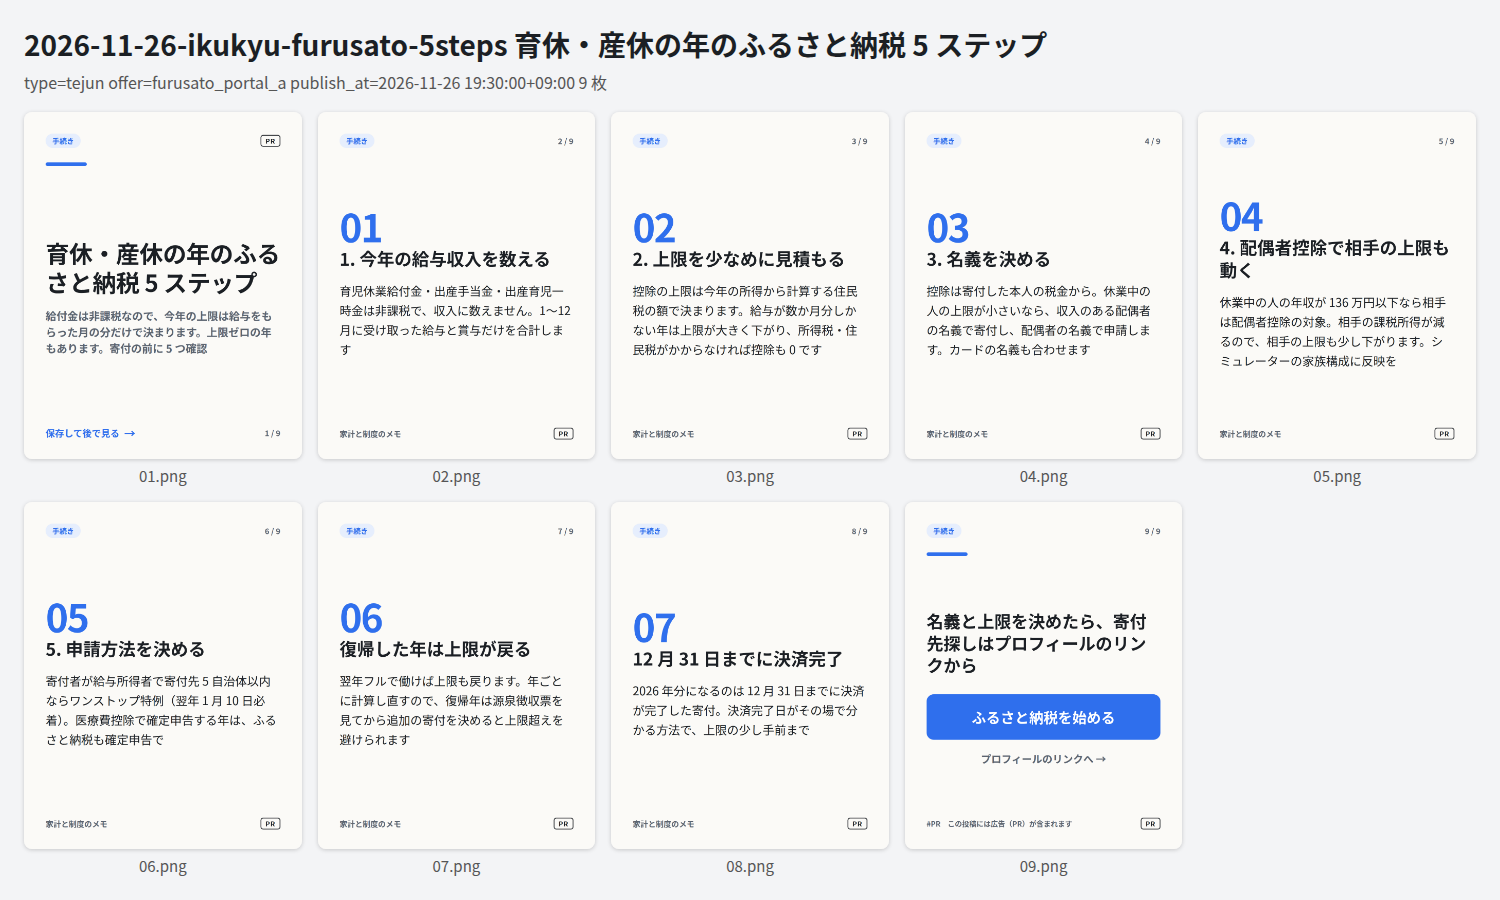 2026-11-26-ikukyu-furusato-5steps 育休・産休の年のふるさと納税 5 ステップ
type=tejun offer=furusato_portal_a publish_at=2026-11-26 19:30:00+09:00 9 枚
手続き
PR
育休・産休の年のふる
さと納税 5 ステップ
給付金は非課税なので、今年の上限は給与をも
らった月の分だけで決まります。上限ゼロの年
もあります。寄付の前に 5 つ確認
保存して後で見る →
1 / 9
01.png
手続き
2 / 9
01
1. 今年の給与収入を数える
育児休業給付金・出産手当金・出産育児一
時金は非課税で、収入に数えません。1〜12
月に受け取った給与と賞与だけを合計しま
す
家計と制度のメモ
PR
02.png
手続き
3 / 9
02
2. 上限を少なめに見積もる
控除の上限は今年の所得から計算する住民
税の額で決まります。給与が数か月分しか
ない年は上限が大きく下がり、所得税・住
民税がかからなければ控除も 0 です
家計と制度のメモ
PR
03.png
手続き
4 / 9
03
3. 名義を決める
控除は寄付した本人の税金から。休業中の
人の上限が小さいなら、収入のある配偶者
の名義で寄付し、配偶者の名義で申請しま
す。カードの名義も合わせます
家計と制度のメモ
PR
04.png
手続き
5 / 9
04
4. 配偶者控除で相手の上限も
動く
休業中の人の年収が 136 万円以下なら相手
は配偶者控除の対象。相手の課税所得が減
るので、相手の上限も少し下がります。シ
ミュレーターの家族構成に反映を
家計と制度のメモ
PR
05.png
手続き
6 / 9
05
5. 申請方法を決める
寄付者が給与所得者で寄付先 5 自治体以内
ならワンストップ特例（翌年 1 月 10 日必
着）。医療費控除で確定申告する年は、ふる
さと納税も確定申告で
家計と制度のメモ
PR
06.png
手続き
7 / 9
06
復帰した年は上限が戻る
翌年フルで働けば上限も戻ります。年ごと
に計算し直すので、復帰年は源泉徴収票を
見てから追加の寄付を決めると上限超えを
避けられます
家計と制度のメモ
PR
07.png
手続き
8 / 9
07
12 月 31 日までに決済完了
2026 年分になるのは 12 月 31 日までに決済
が完了した寄付。決済完了日がその場で分
かる方法で、上限の少し手前まで
家計と制度のメモ
PR
08.png
手続き
9 / 9
名義と上限を決めたら、寄付
先探しはプロフィールのリン
クから
ふるさと納税を始める
プロフィールのリンクへ →
#PR この投稿には広告（PR）が含まれます
PR
09.png